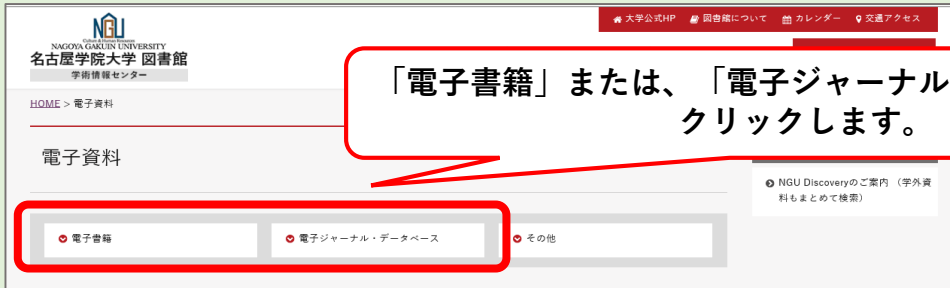 大学公式HP 図書館について カレンダー 交通アクセス
NGU
Culture & Human Resources
NAGOYA GAKUIN UNIVERSITY
名古屋学院大学 図書館
学術情報センター
「電子書籍」または、「電子ジャーナル
クリックします。
HOME > 電子資料
電子資料
NGU Discoveryのご案内 （学外資
料もまとめて検索）
電子書籍 電子ジャーナル・データベース その他